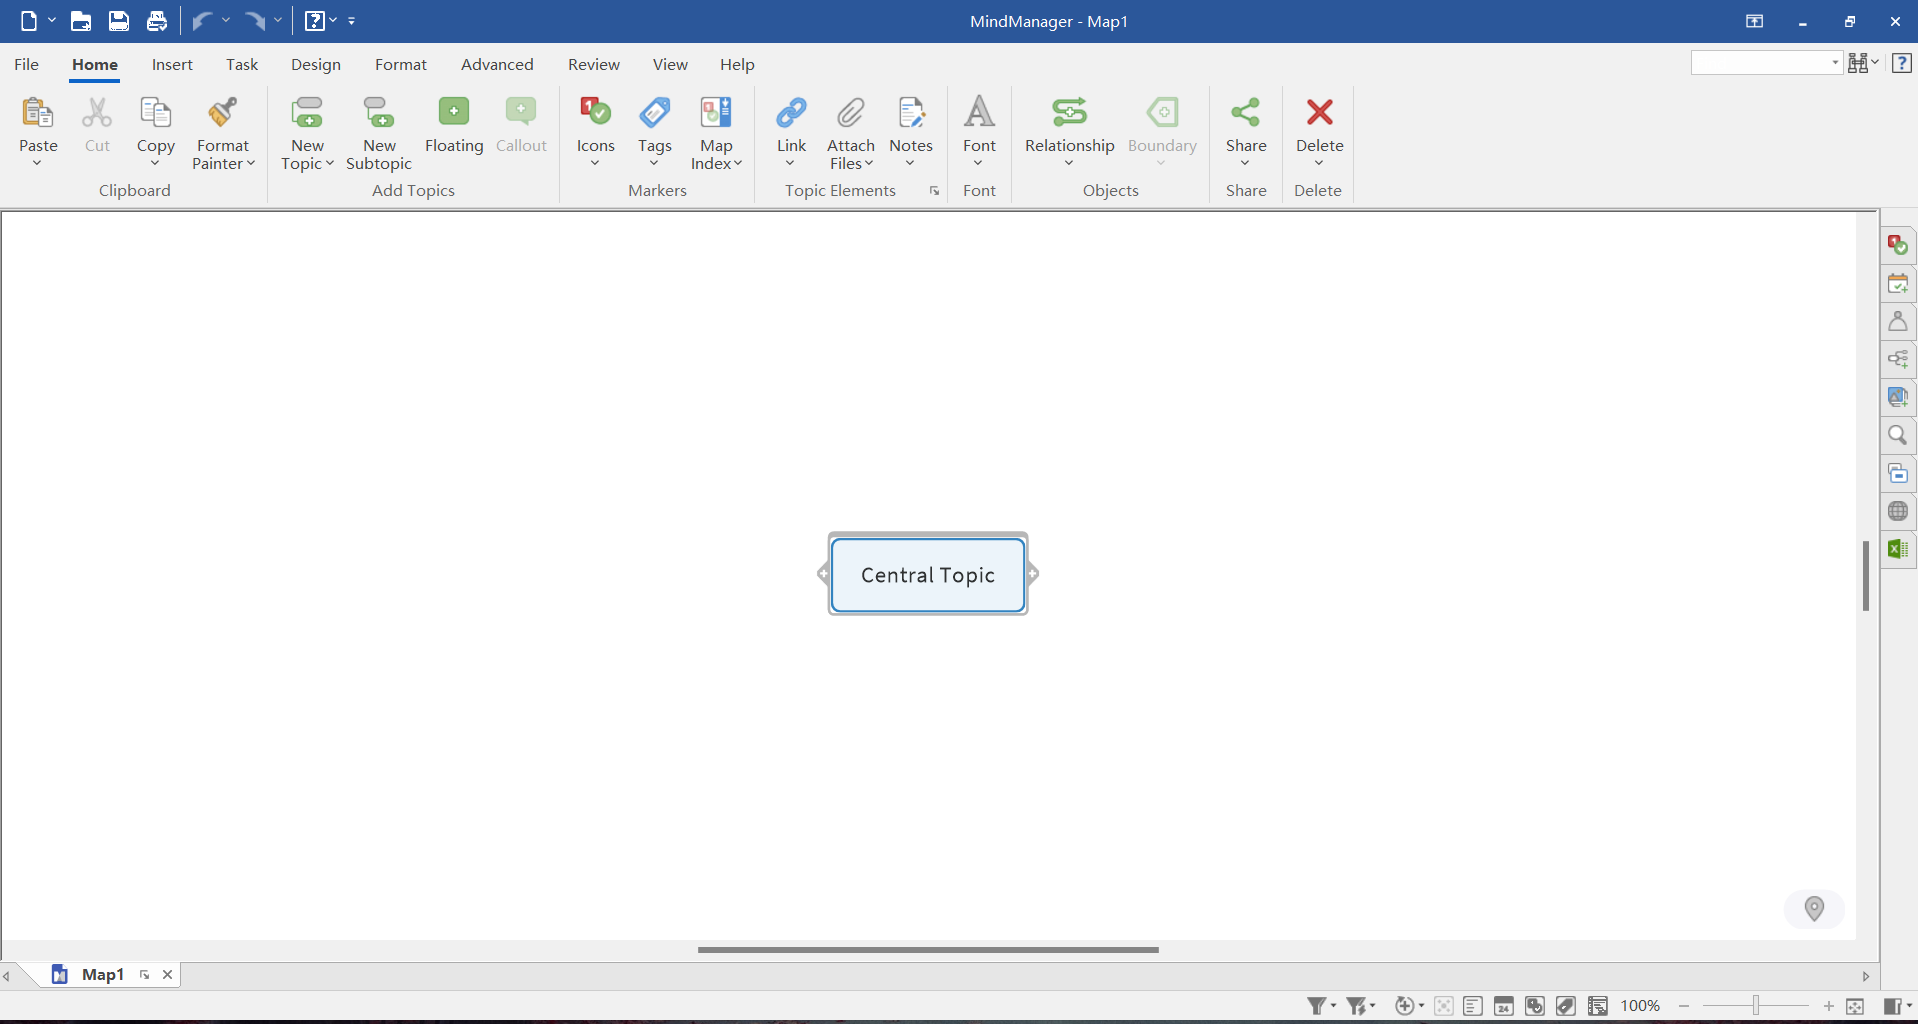 MindManager - Map1
File Home Insert Task Design Format Advanced Review View Help
Paste Cut Copy Format Painter New Topic New Subtopic Floating Callout Icons Tags Map Index Link Attach Files Notes Font Relationship Boundary Share Delete
Clipboard Add Topics Markers Topic Elements Font Objects Share Delete
Central Topic
Map1
24 100%